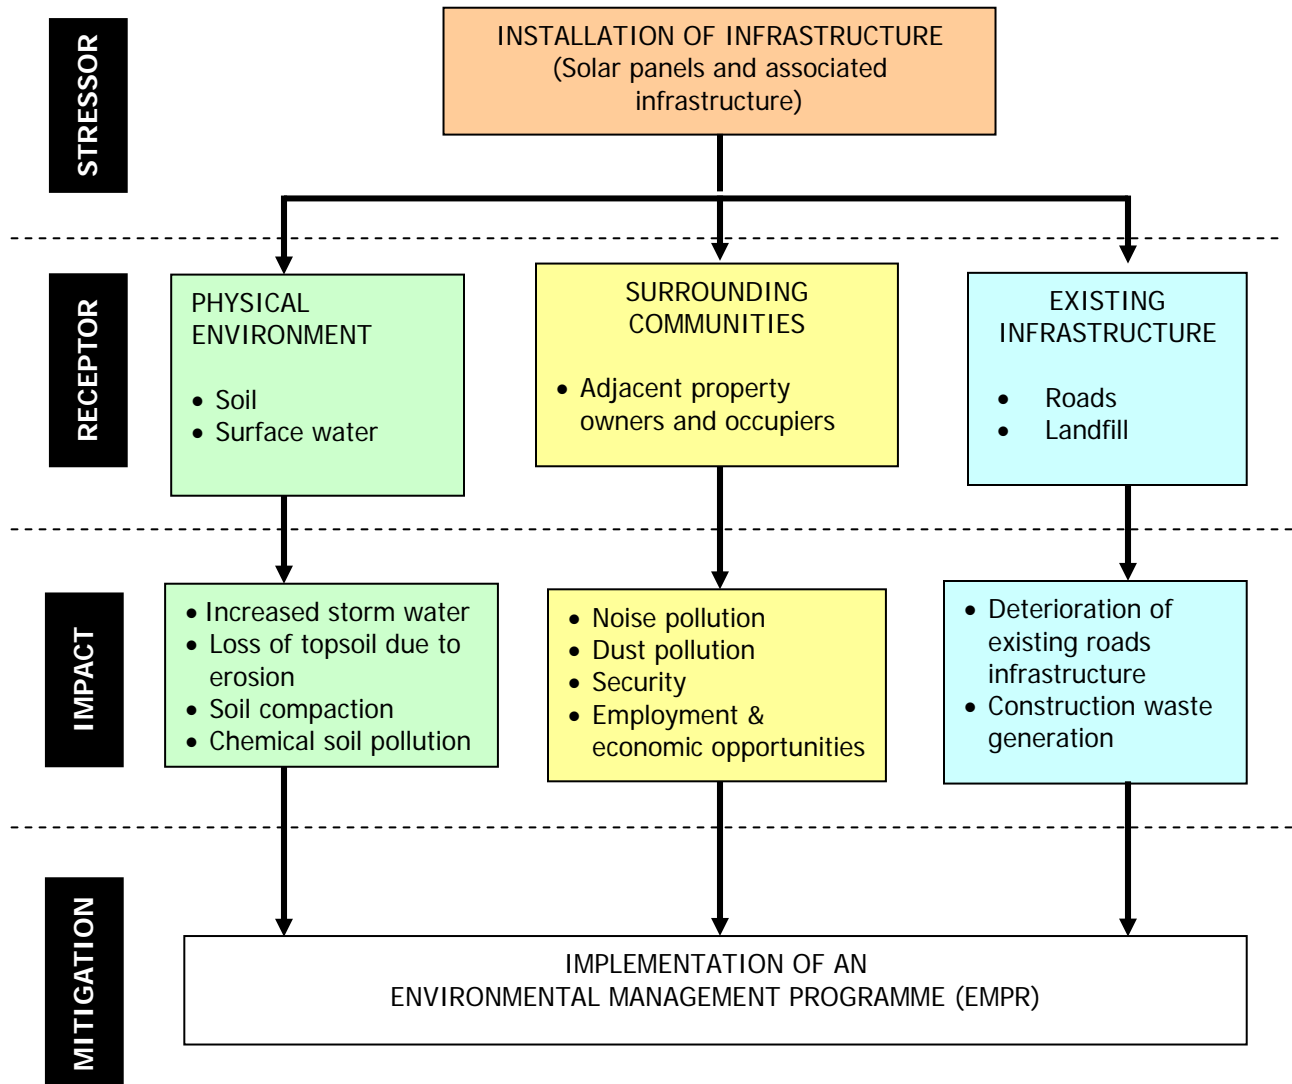 STRESSOR
INSTALLATION OF INFRASTRUCTURE
(Solar panels and associated
infrastructure)
RECEPTOR
PHYSICAL
ENVIRONMENT
• Soil
• Surface water
SURROUNDING
COMMUNITIES
• Adjacent property
owners and occupiers
EXISTING
INFRASTRUCTURE
• Roads
• Landfill
IMPACT
• Increased storm water
• Loss of topsoil due to
erosion
• Soil compaction
• Chemical soil pollution
• Noise pollution
• Dust pollution
• Security
• Employment &
economic opportunities
• Deterioration of
existing roads
infrastructure
• Construction waste
generation
MITIGATION
IMPLEMENTATION OF AN
ENVIRONMENTAL MANAGEMENT PROGRAMME (EMPR)